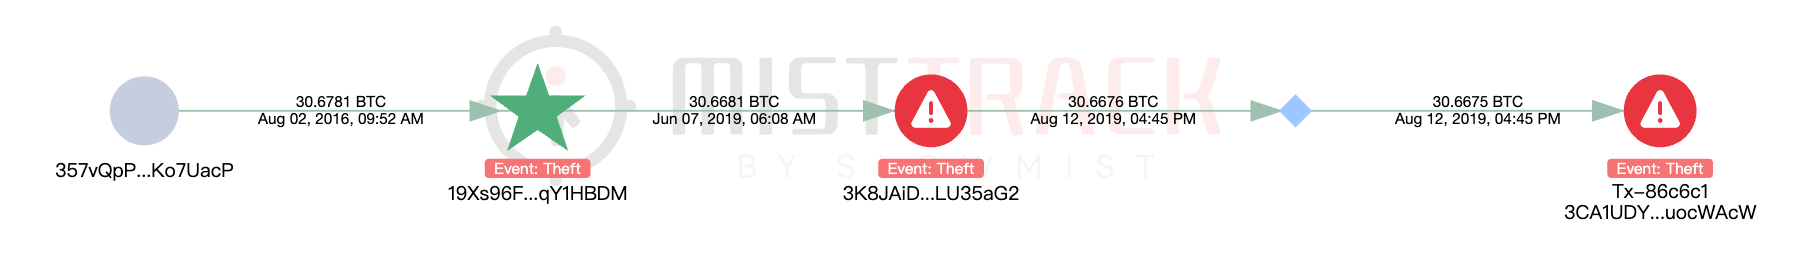 MISTTRACK
BY SLOWMIST
30.6781 BTC
Aug 02, 2016, 09:52 AM
30.6681 BTC
Jun 07, 2019, 06:08 AM
30.6676 BTC
Aug 12, 2019, 04:45 PM
30.6675 BTC
Aug 12, 2019, 04:45 PM
357vQpP...Ko7UacP
Event: Theft
19Xs96F...qY1HBDM
Event: Theft
3K8JAiD...LU35aG2
Event: Theft
Tx-86c6c1
3CA1UDY...uocWAcW